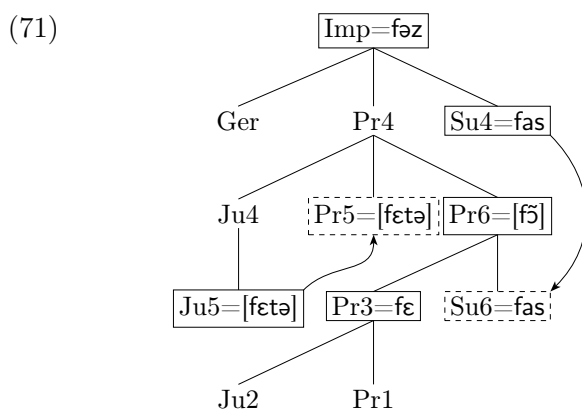 (71)
Imp=fəz
Ger Pr4 Su4=fas
Ju4 Pr5=[fɛtə] Pr6=[fɔ̃]
Ju5=[fɛtə] Pr3=fɛ Su6=fas
Ju2 Pr1